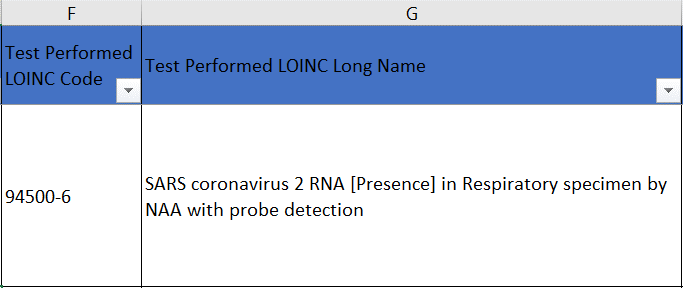 F
G
Test Performed
LOINC Code
Test Performed LOINC Long Name
94500-6
SARS coronavirus 2 RNA [Presence] in Respiratory specimen by
NAA with probe detection